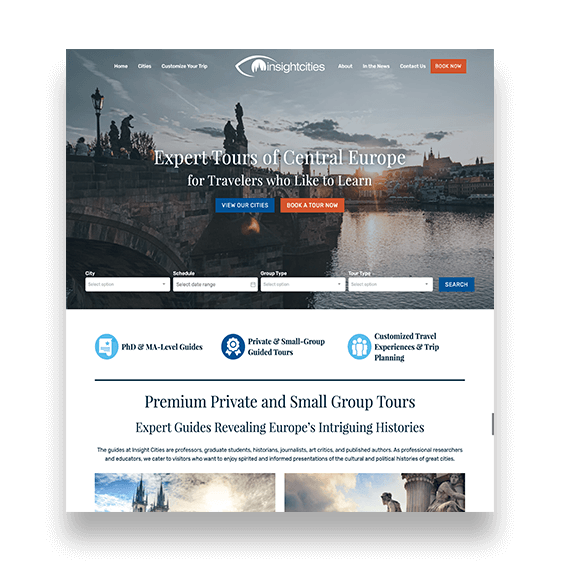 Home Cities Customize Your Trip insightcities About In the News Contact Us BOOK NOW
Expert Tours of Central Europe
for Travelers who Like to Learn
VIEW OUR CITIES BOOK A TOUR NOW
City Schedule Group Type Tour Type
Select option Select date range Select option Select option SEARCH
PhD & MA-Level Guides
Private & Small-Group
Guided Tours
Customized Travel
Experiences & Trip
Planning
Premium Private and Small Group Tours
Expert Guides Revealing Europe's Intriguing Histories
The guides at Insight Cities are professors, graduate students, historians, journalists, art critics, and published authors. As professional researchers
and educators, we cater to visitors who want to enjoy spirited and informed presentations of the cultural and political histories of great cities.